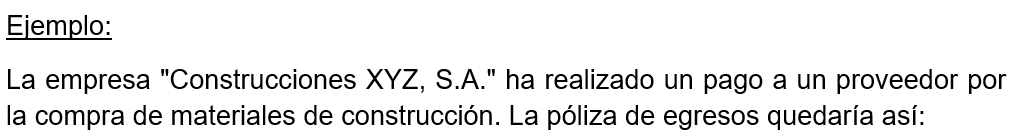 Ejemplo:
La empresa "Construcciones XYZ, S.A." ha realizado un pago a un proveedor por
la compra de materiales de construcción. La póliza de egresos quedaría así: